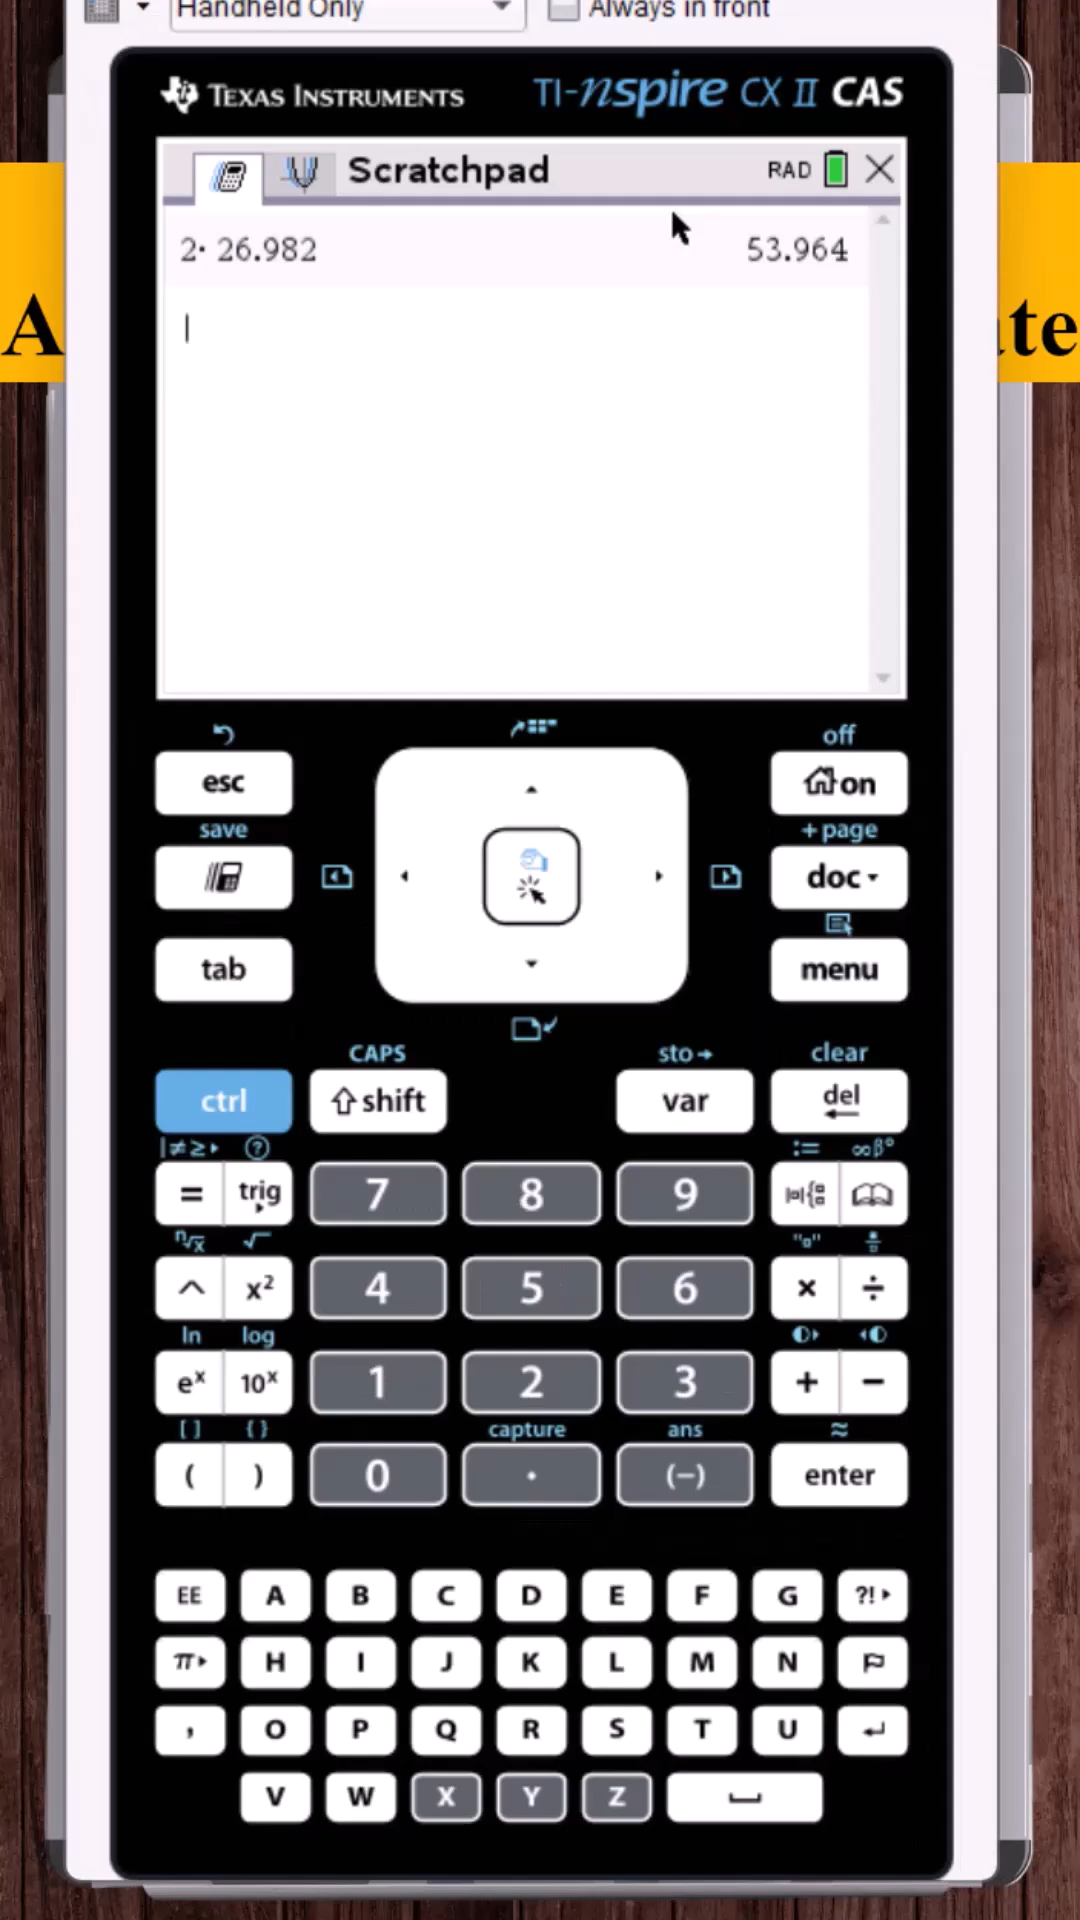 Handheld Only Always in front
TEXAS INSTRUMENTS TI-nspire CX II CAS
Scratchpad RAD
2· 26.982 53.964
A
te
off
esc
on
save
+ page
doc
tab
menu
CAPS sto→ clear
ctrl shift var del
|≠≥▸ ? := ∞β°
= trig 7 8 9
ⁿ√x √ "▫"
^ x² 4 5 6 × ÷
ln log
eˣ 10ˣ 1 2 3 + −
[ ] { } capture ans ≈
( ) 0 . (−) enter
EE A B C D E F G ?!▸
π▸ H I J K L M N
, O P Q R S T U
V W X Y Z